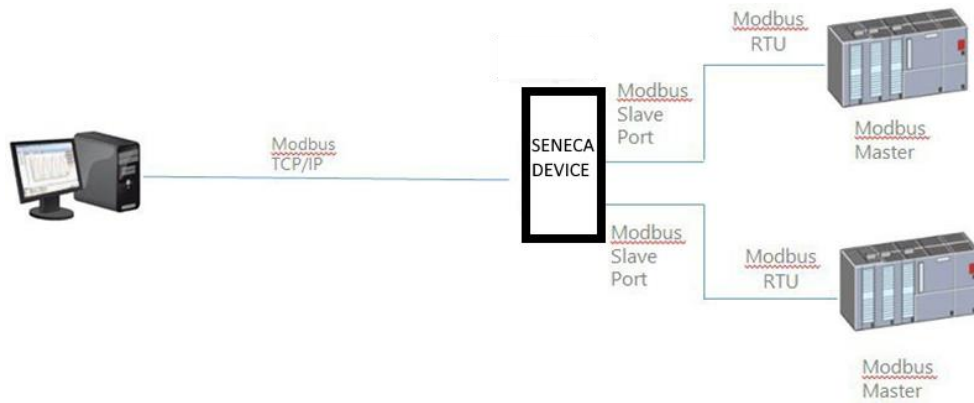 Modbus
RTU
Modbus
Slave
Port
Modbus
Master
Modbus
TCP/IP
SENECA
DEVICE
Modbus
Slave
Port
Modbus
RTU
Modbus
Master